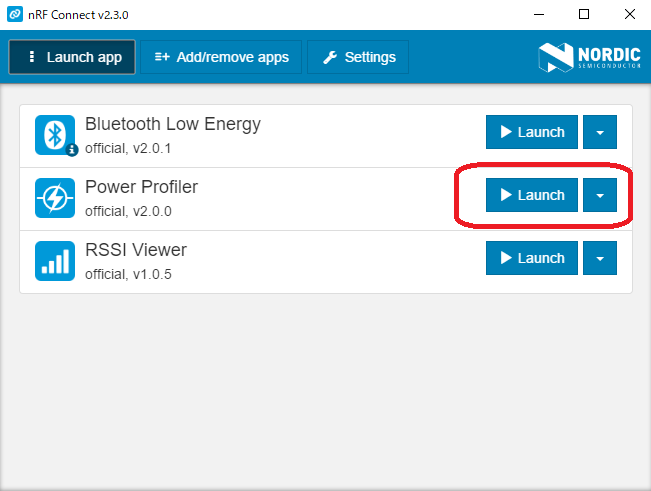 nRF Connect v2.3.0
Launch app
Add/remove apps
Settings
NORDIC
SEMICONDUCTOR
Bluetooth Low Energy
official, v2.0.1
Launch
Power Profiler
official, v2.0.0
Launch
RSSI Viewer
official, v1.0.5
Launch